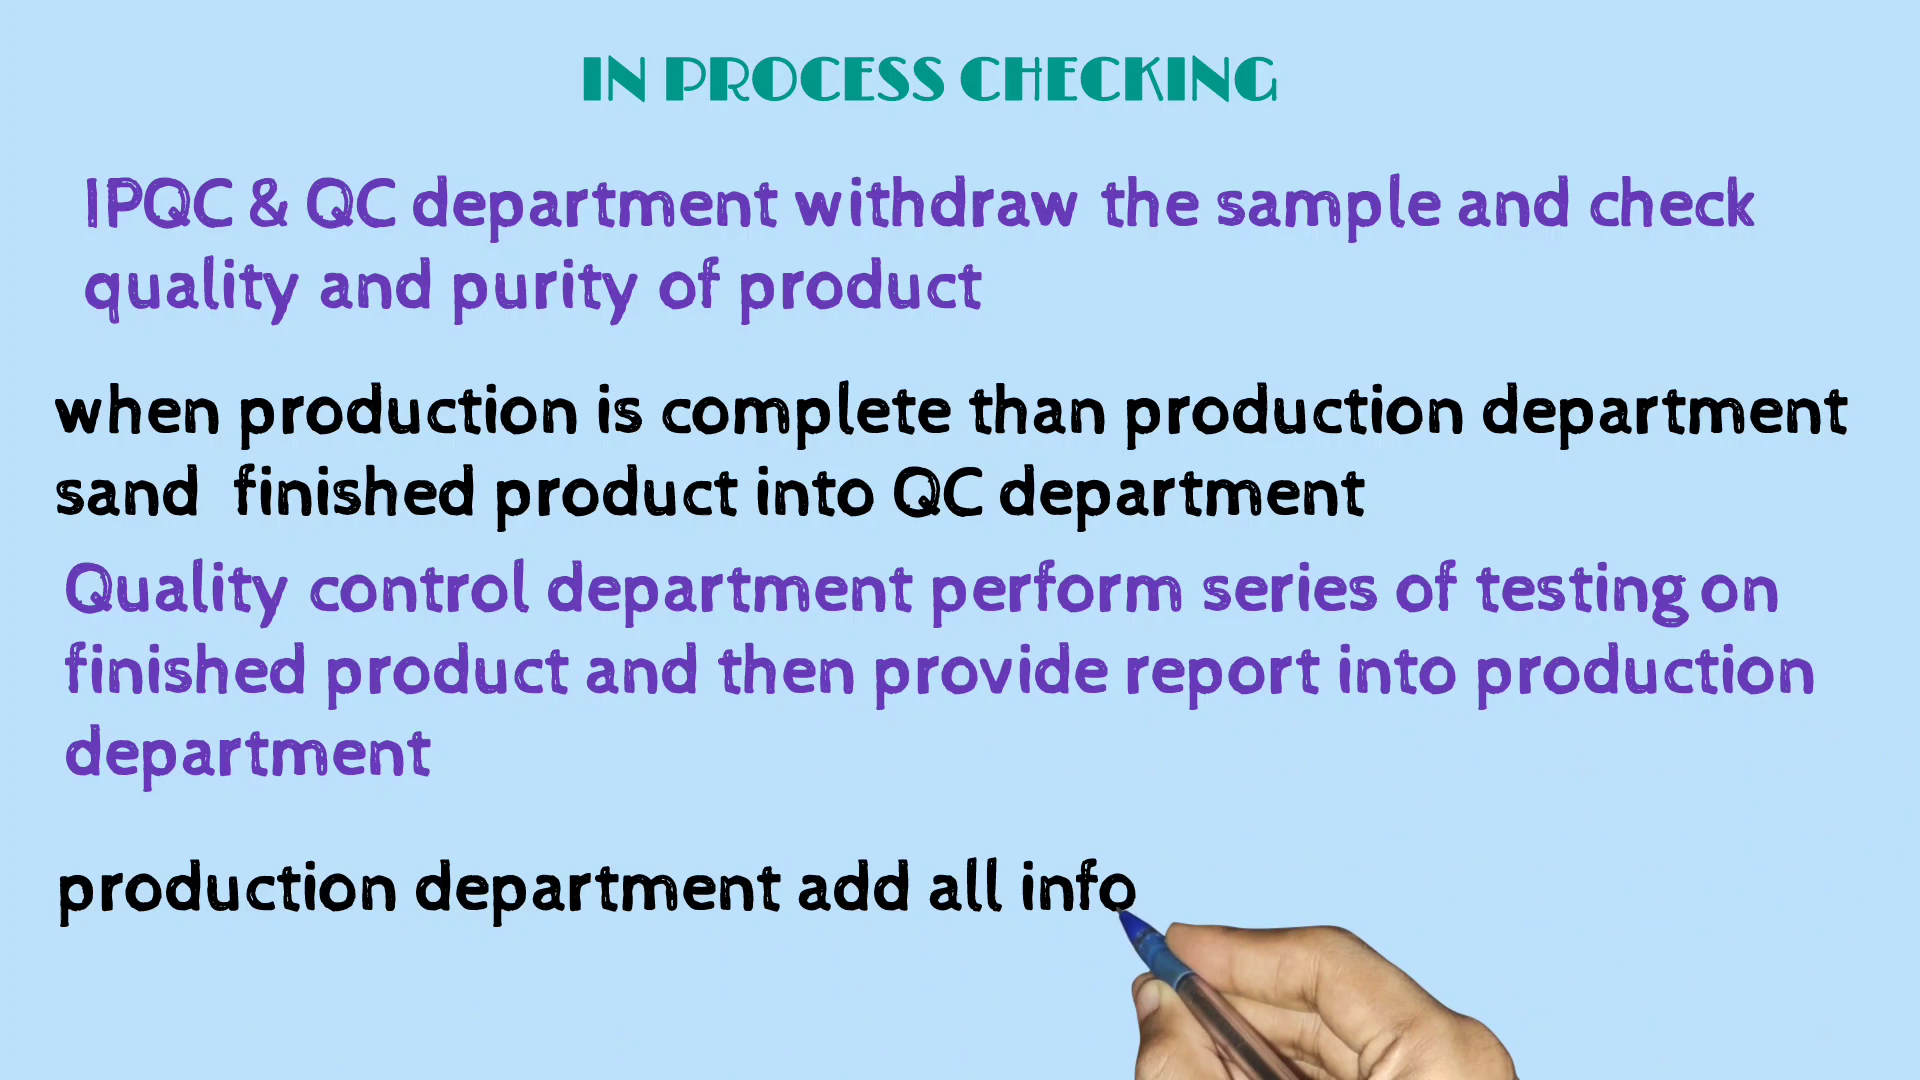 IN PROCESS CHECKING
IPQC & QC department withdraw the sample and check
quality and purity of product
when production is complete than production department
sand finished product into QC department
Quality control department perform series of testing on
finished product and then provide report into production
department
production department add all info